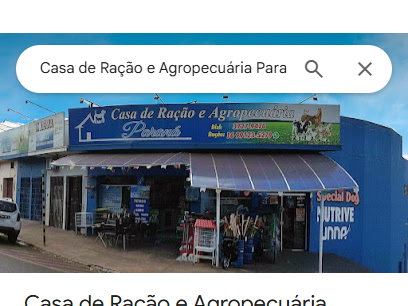 Casa de Ração e Agropecuária Para
Casa de Ração e Agropecuária
Paraná
Special Dog
NUTRIVE
Casa de Ração e Agropecuária